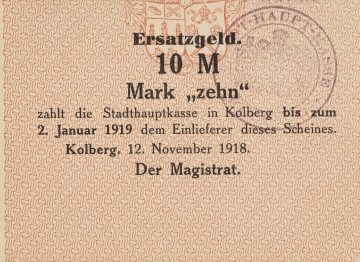 Ersatzgeld.
10 M
Mark „zehn“
zahlt die Stadthauptkasse in Kolberg bis zum
2. Januar 1919 dem Einlieferer dieses Scheines.
Kolberg, 12. November 1918.
Der Magistrat.